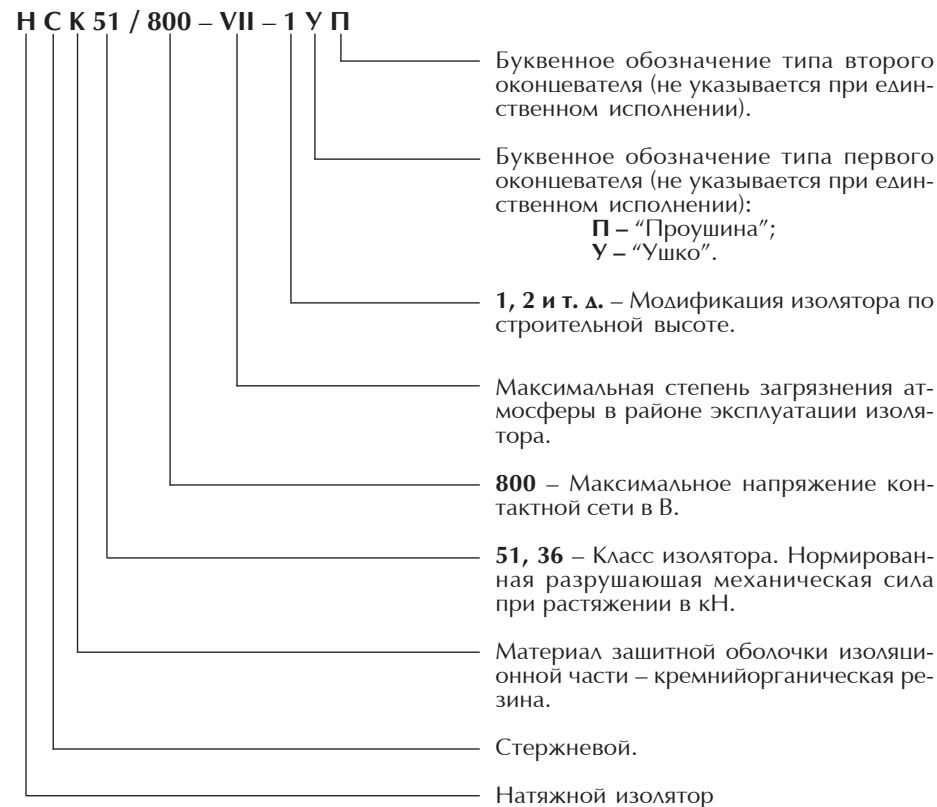 Н С К 51 / 800 – VII – 1 У П
Буквенное обозначение типа второго
оконцевателя (не указывается при един-
ственном исполнении).
Буквенное обозначение типа первого
оконцевателя (не указывается при един-
ственном исполнении):
П – “Проушина”;
У – “Ушко”.
1, 2 и т. д. – Модификация изолятора по
строительной высоте.
Максимальная степень загрязнения ат-
мосферы в районе эксплуатации изоля-
тора.
800 – Максимальное напряжение кон-
тактной сети в В.
51, 36 – Класс изолятора. Нормирован-
ная разрушающая механическая сила
при растяжении в кН.
Материал защитной оболочки изоляци-
онной части – кремнийорганическая ре-
зина.
Стержневой.
Натяжной изолятор